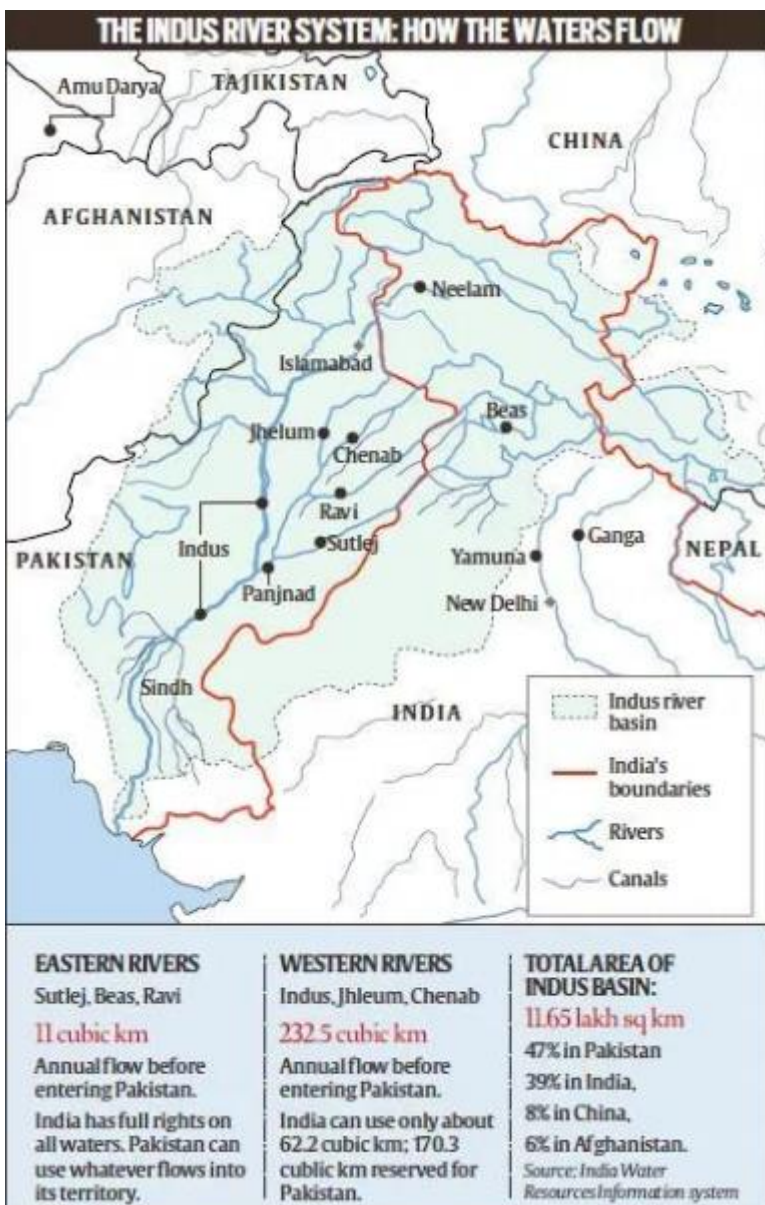 THE INDUS RIVER SYSTEM: HOW THE WATERS FLOW
Amu Darya
TAJIKISTAN
CHINA
AFGHANISTAN
Neelam
Islamabad
Beas
Jhelum
Chenab
Ravi
Indus
Sutlej
PAKISTAN
Panjnad
Yamuna
Ganga
NEPAL
New Delhi
Sindh
INDIA
Indus river
basin
India's
boundaries
Rivers
Canals
EASTERN RIVERS
Sutlej, Beas, Ravi
11 cubic km
Annual flow before
entering Pakistan.
India has full rights on
all waters. Pakistan can
use whatever flows into
its territory.
WESTERN RIVERS
Indus, Jhleum, Chenab
232.5 cubic km
Annual flow before
entering Pakistan.
India can use only about
62.2 cubic km; 170.3
cublic km reserved for
Pakistan.
TOTAL AREA OF
INDUS BASIN:
11.65 lakh sq km
47% in Pakistan
39% in India,
8% in China,
6% in Afghanistan.
Source: India Water
Resources Information system